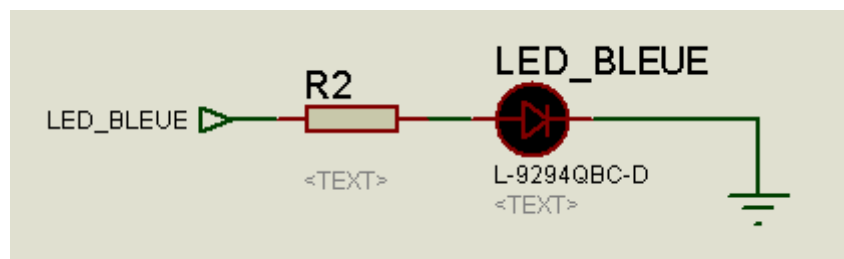 LED_BLEUE
R2
<TEXT>
LED_BLEUE
L-9294QBC-D
<TEXT>